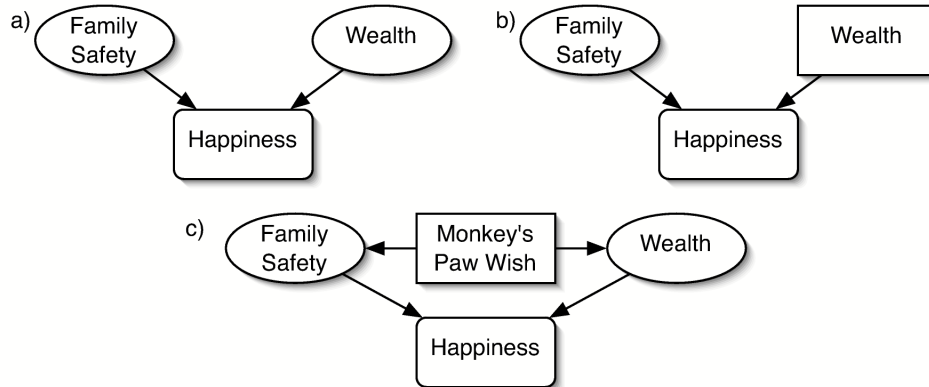 a)
Family
Safety
Wealth
Happiness
b)
Family
Safety
Wealth
Happiness
c)
Family
Safety
Monkey's
Paw Wish
Wealth
Happiness